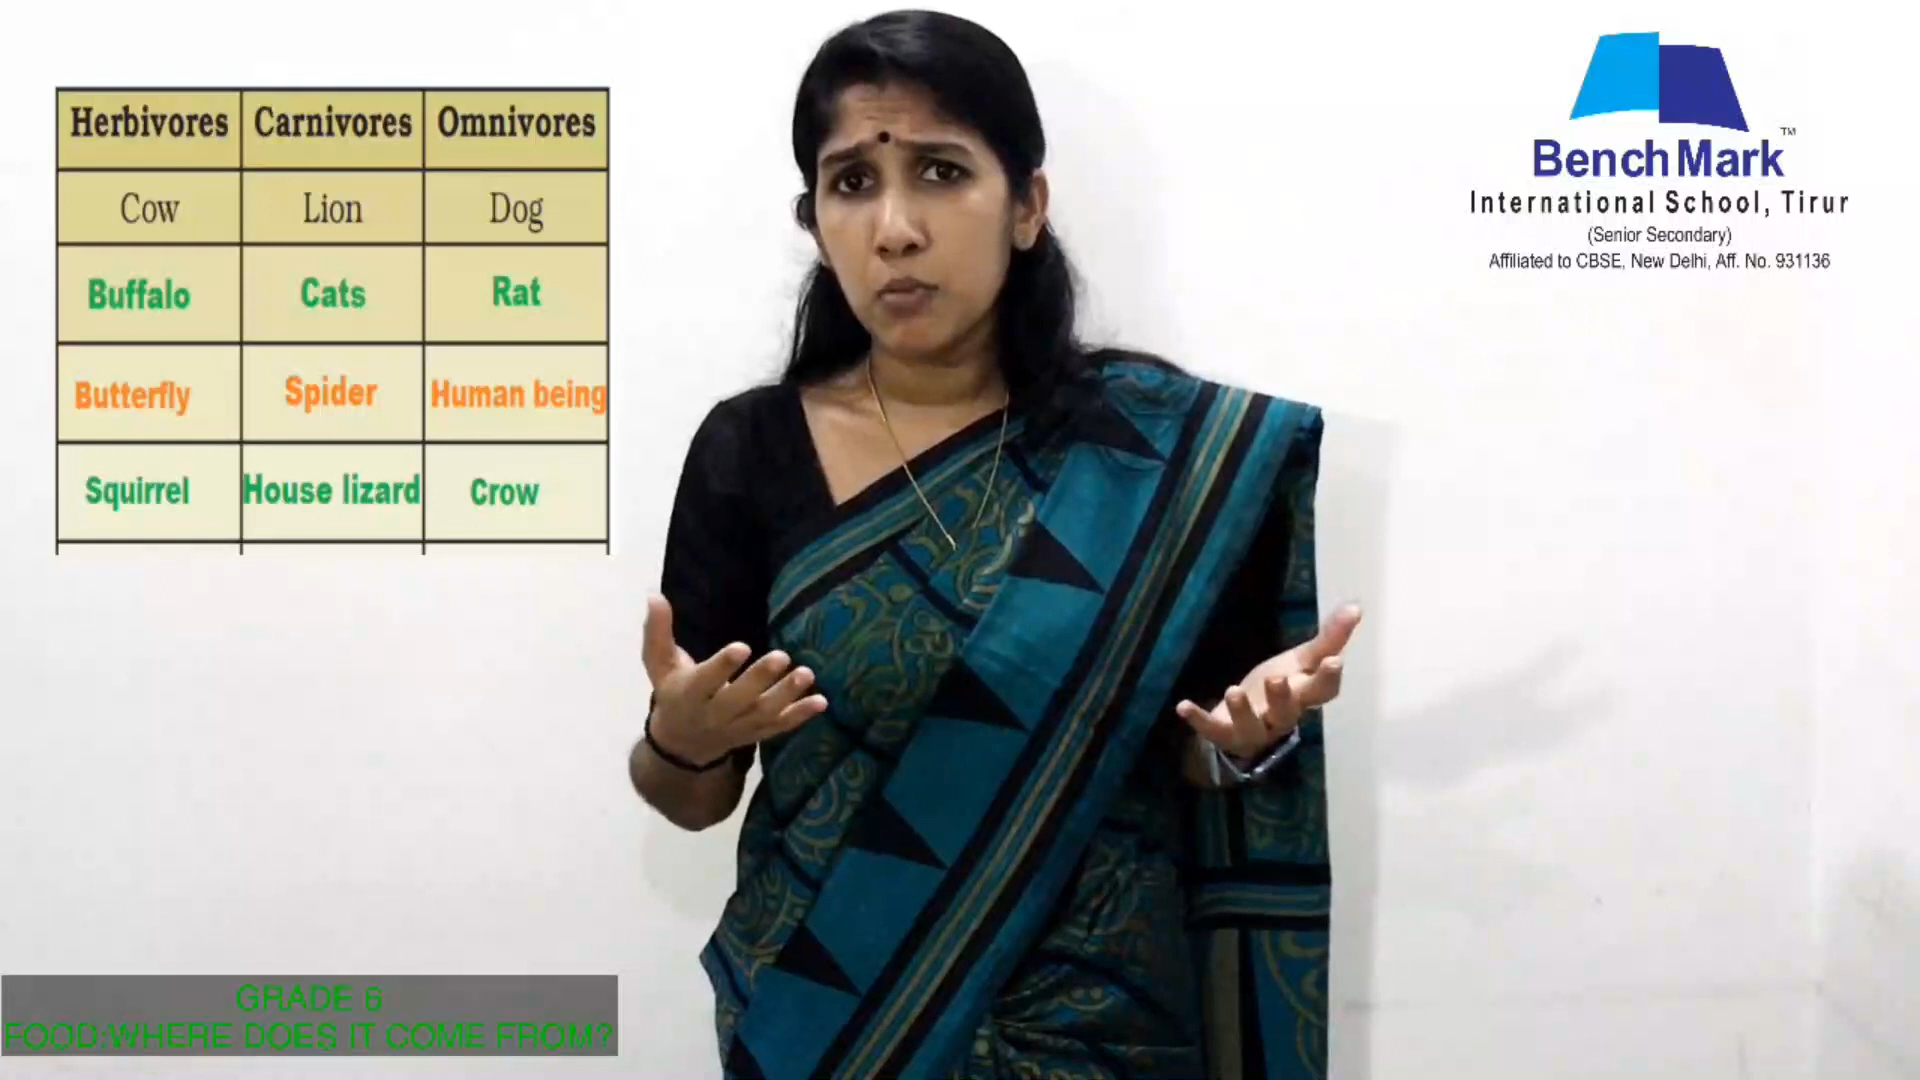 Herbivores Carnivores Omnivores
Cow Lion Dog
Buffalo Cats Rat
Butterfly Spider Human being
Squirrel House lizard Crow
BenchMark™
International School, Tirur
(Senior Secondary)
Affiliated to CBSE, New Delhi, Aff. No. 931136
GRADE 6
FOOD:WHERE DOES IT COME FROM?